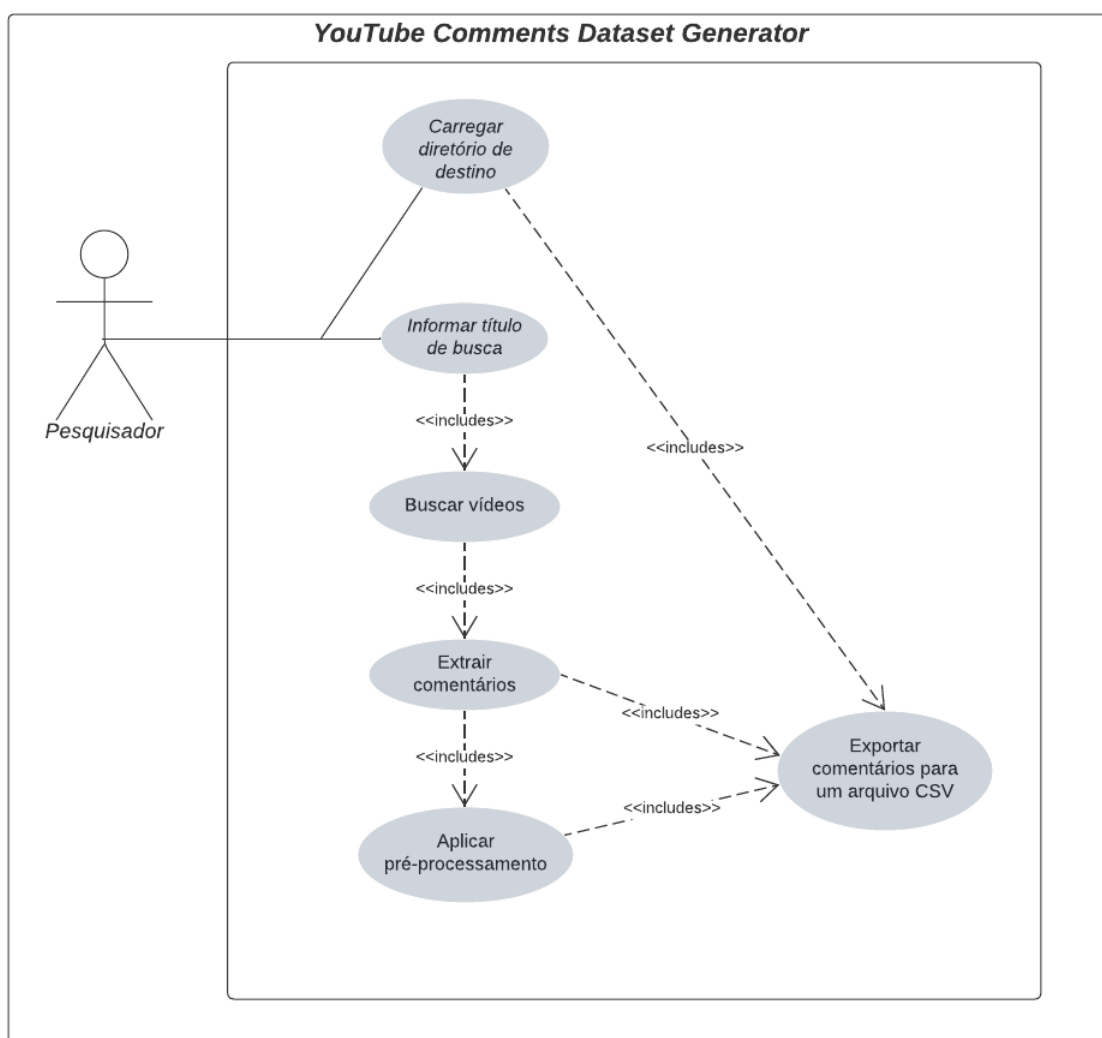 YouTube Comments Dataset Generator
Carregar
diretório de
destino
Informar título
de busca
Pesquisador
<<includes>>
<<includes>>
Buscar vídeos
<<includes>>
Extrair
comentários
<<includes>>
<<includes>>
Exportar
comentários para
um arquivo CSV
<<includes>>
Aplicar
pré-processamento